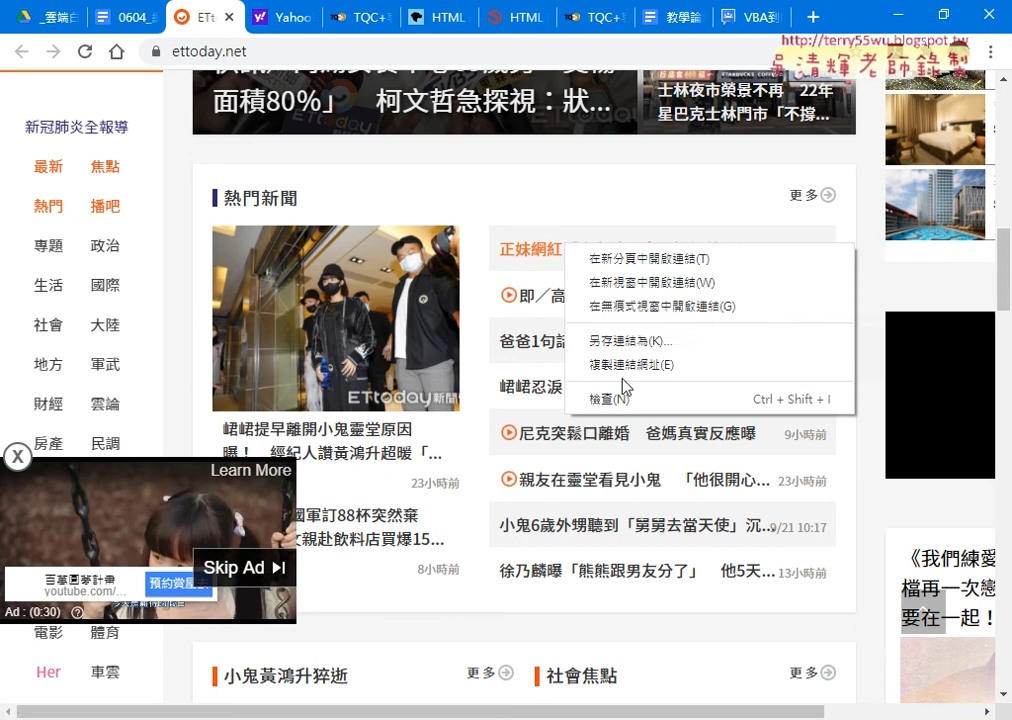 _雲端白
0604_
ETt
Yahoo
TQC+
HTML
HTML
TQC+
教學論
VBA到
ettoday.net
http://terry55wu.blogspot.tw
吳清輝老師錄製
新冠肺炎全報導
最新 焦點
熱門 播吧
專題 政治
生活 國際
社會 大陸
地方 軍武
財經 雲論
房產 民調
電影 體育
Her 車雲
面積80%」 柯文哲急探視：狀...
士林夜市榮景不再 22年
星巴克士林門市「不撐...
熱門新聞
更多
正妹網紅
即／高
爸爸1句話
峮峮忍淚
在新分頁中開啟連結(T)
在新視窗中開啟連結(W)
在無痕式視窗中開啟連結(G)
另存連結為(K)...
複製連結網址(E)
檢查(N) Ctrl + Shift + I
ETtoday新聞
峮峮提早離開小鬼靈堂原因
曝！ 經紀人讚黃鴻升超暖「...
23小時前
國軍訂88杯突然棄
父親赴飲料店買爆15...
8小時前
尼克突鬆口離婚 爸媽真實反應曝 9小時前
親友在靈堂看見小鬼 「他很開心... 23小時前
小鬼6歲外甥聽到「舅舅去當天使」沉... 9/21 10:17
徐乃麟曝「熊熊跟男友分了」 他5天... 13小時前
X
Learn More
Skip Ad
百萬圓夢計畫
youtube.com/...
預約賞屋
Ad : (0:30)
小鬼黃鴻升猝逝
更多
社會焦點
更多
《我們練愛
檔再一次戀
要在一起！